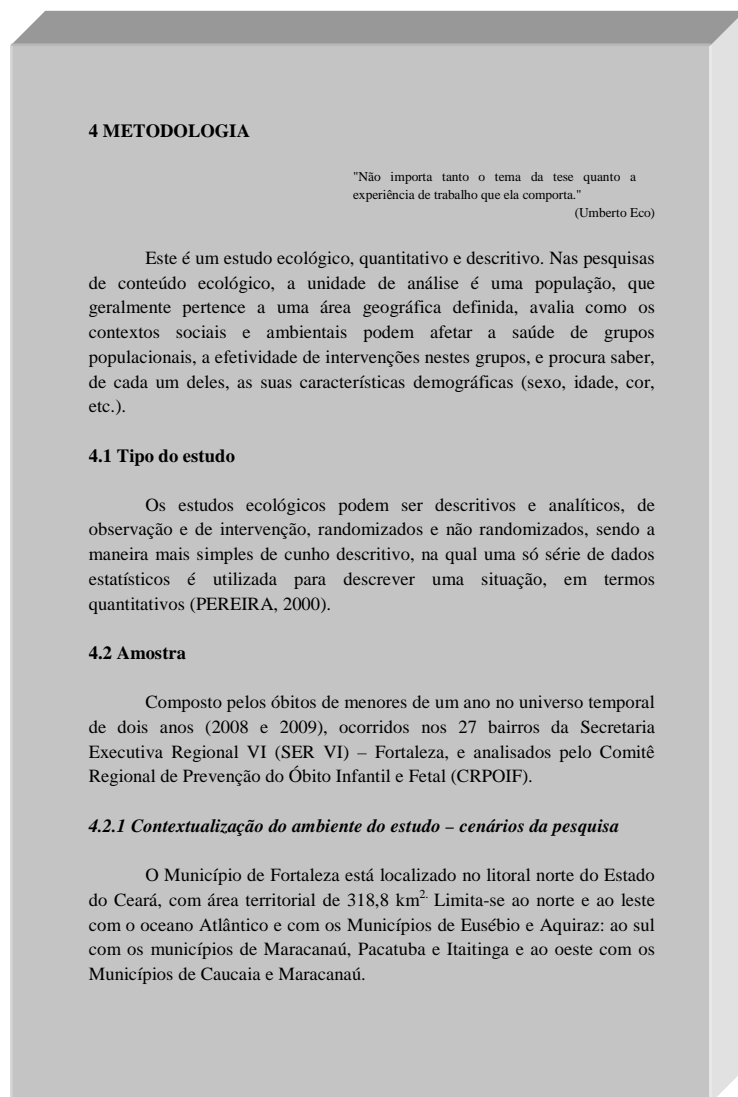 4 METODOLOGIA
"Não importa tanto o tema da tese quanto a
experiência de trabalho que ela comporta."
(Umberto Eco)
Este é um estudo ecológico, quantitativo e descritivo. Nas pesquisas
de conteúdo ecológico, a unidade de análise é uma população, que
geralmente pertence a uma área geográfica definida, avalia como os
contextos sociais e ambientais podem afetar a saúde de grupos
populacionais, a efetividade de intervenções nestes grupos, e procura saber,
de cada um deles, as suas características demográficas (sexo, idade, cor,
etc.).
4.1 Tipo do estudo
Os estudos ecológicos podem ser descritivos e analíticos, de
observação e de intervenção, randomizados e não randomizados, sendo a
maneira mais simples de cunho descritivo, na qual uma só série de dados
estatísticos é utilizada para descrever uma situação, em termos
quantitativos (PEREIRA, 2000).
4.2 Amostra
Composto pelos óbitos de menores de um ano no universo temporal
de dois anos (2008 e 2009), ocorridos nos 27 bairros da Secretaria
Executiva Regional VI (SER VI) – Fortaleza, e analisados pelo Comitê
Regional de Prevenção do Óbito Infantil e Fetal (CRPOIF).
4.2.1 Contextualização do ambiente do estudo – cenários da pesquisa
O Município de Fortaleza está localizado no litoral norte do Estado
do Ceará, com área territorial de 318,8 km². Limita-se ao norte e ao leste
com o oceano Atlântico e com os Municípios de Eusébio e Aquiraz: ao sul
com os municípios de Maracanaú, Pacatuba e Itaitinga e ao oeste com os
Municípios de Caucaia e Maracanaú.